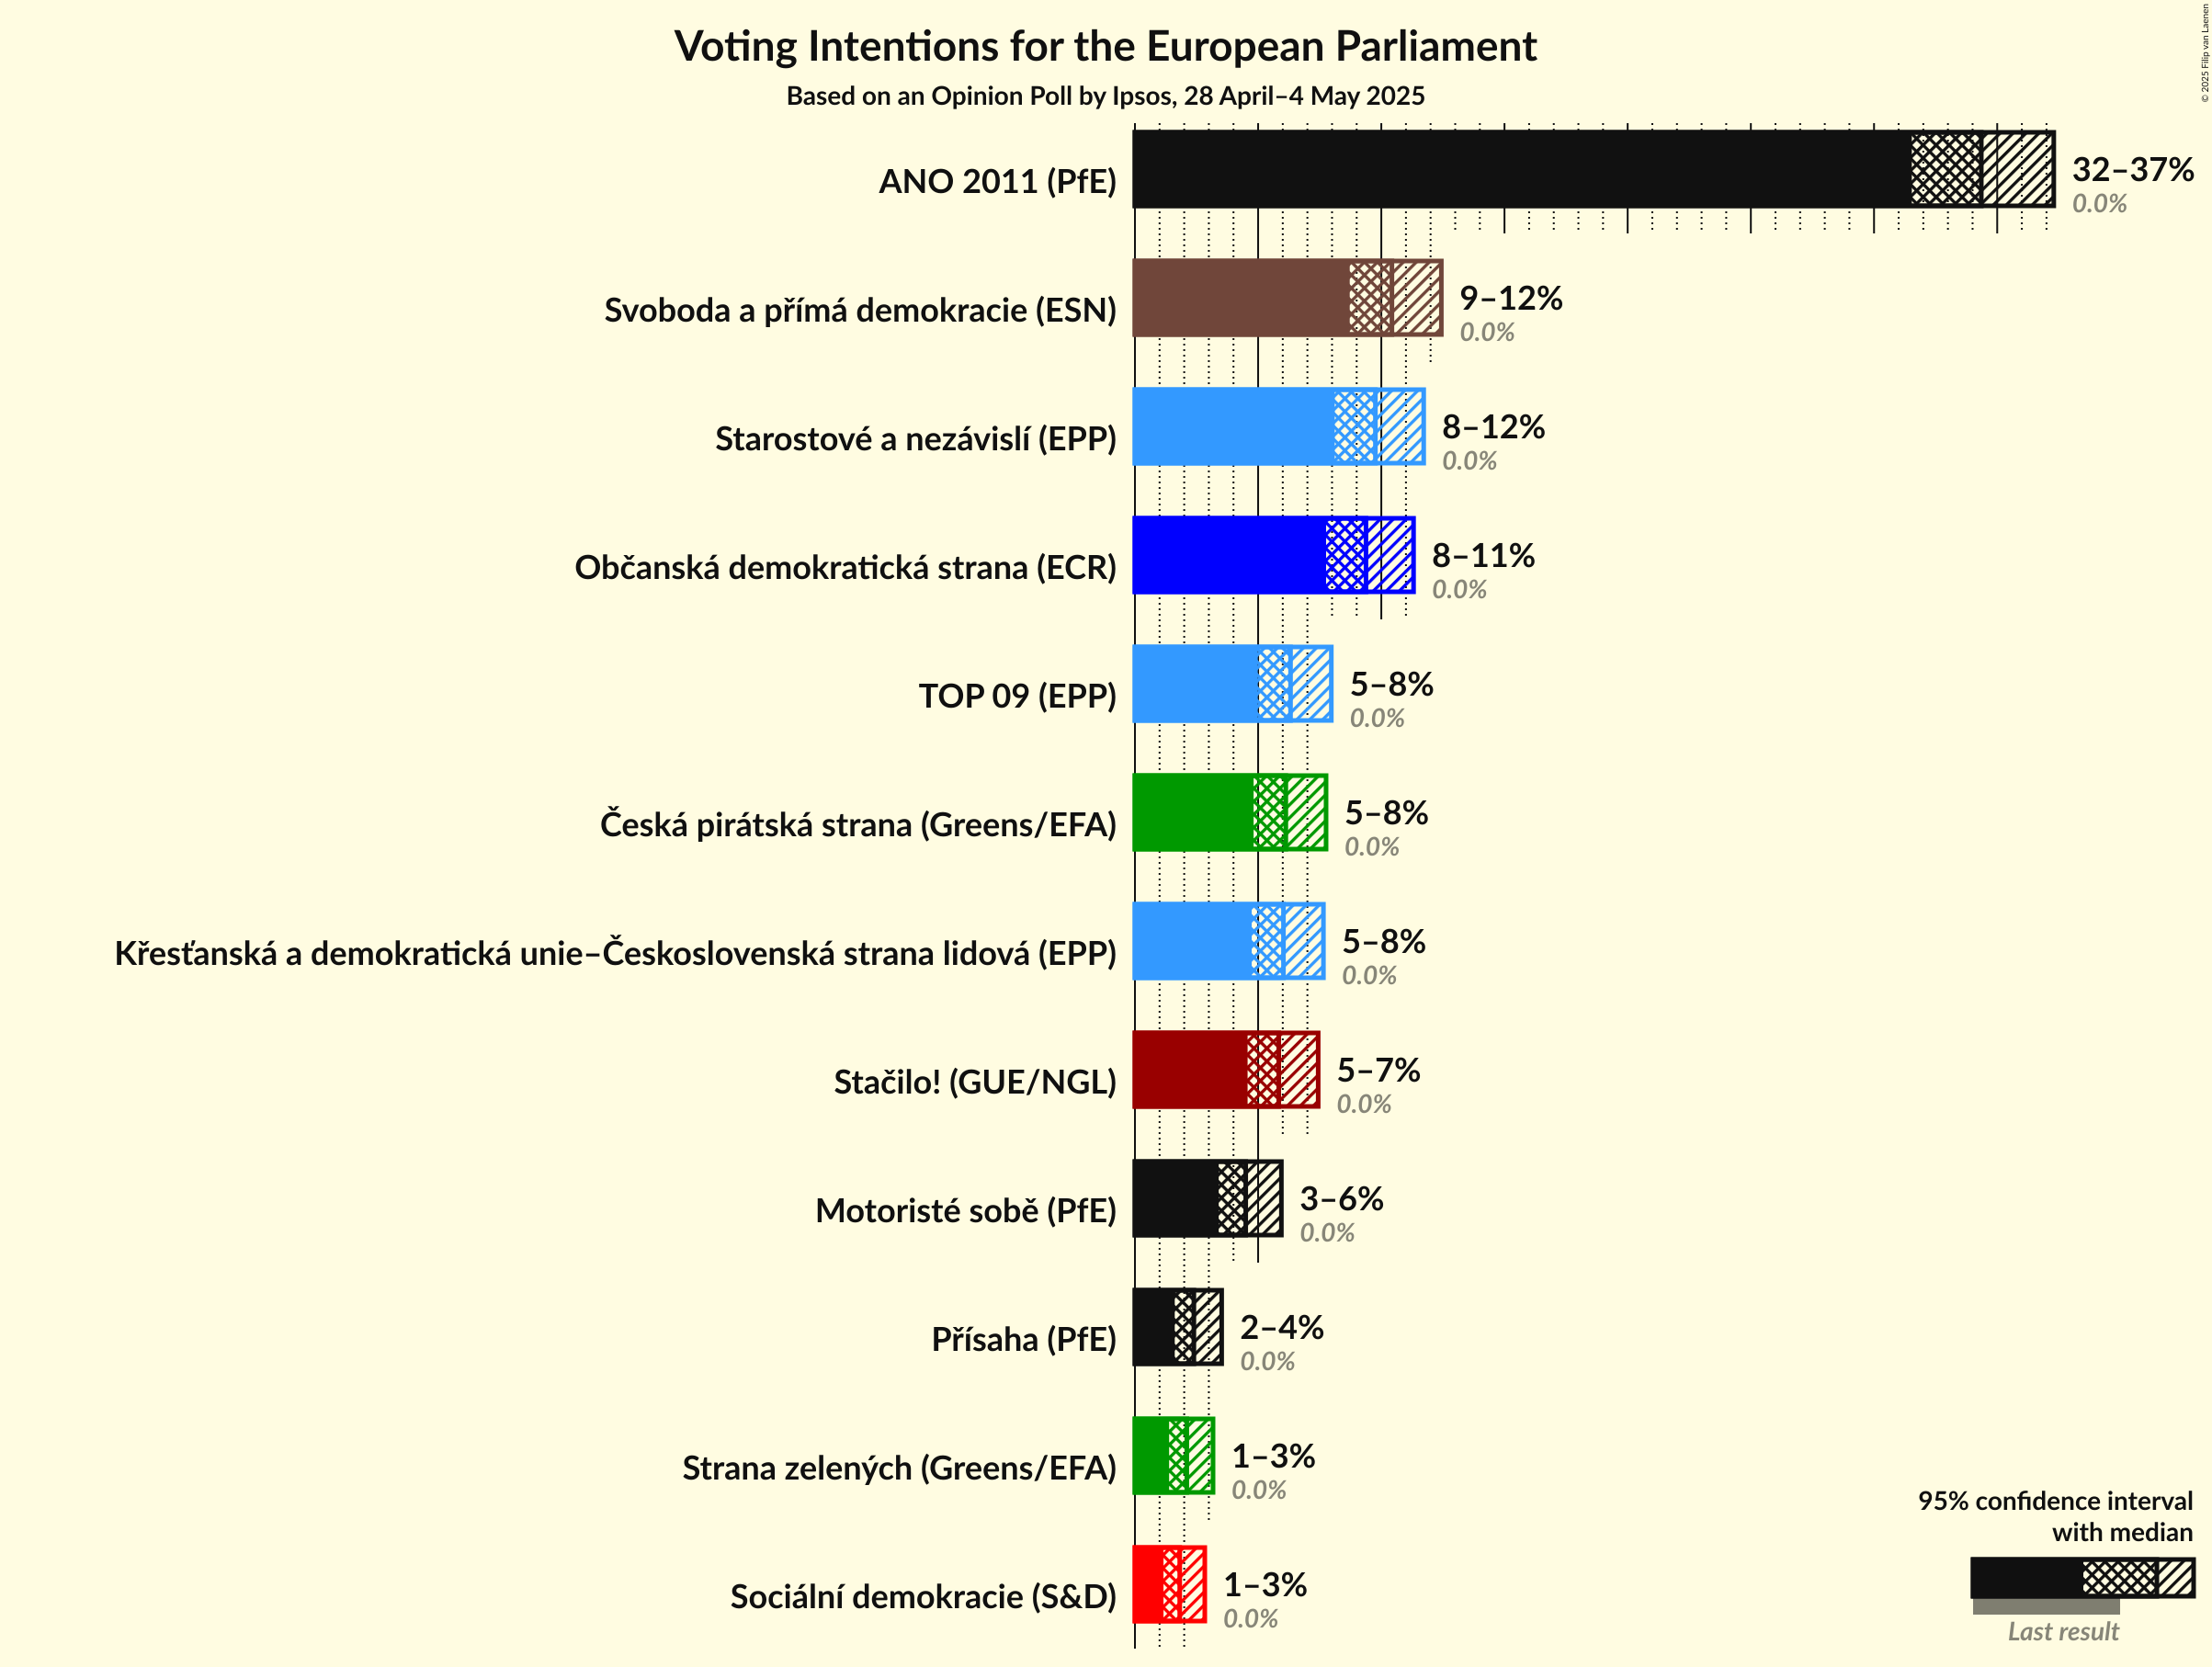 Voting Intentions for the European Parliament
Based on an Opinion Poll by Ipsos, 28 April–4 May 2025
© 2025 Filip van Laenen
ANO 2011 (PfE)
32–37%
0.0%
Svoboda a přímá demokracie (ESN)
9–12%
0.0%
Starostové a nezávislí (EPP)
8–12%
0.0%
Občanská demokratická strana (ECR)
8–11%
0.0%
TOP 09 (EPP)
5–8%
0.0%
Česká pirátská strana (Greens/EFA)
5–8%
0.0%
Křesťanská a demokratická unie–Československá strana lidová (EPP)
5–8%
0.0%
Stačilo! (GUE/NGL)
5–7%
0.0%
Motoristé sobě (PfE)
3–6%
0.0%
Přísaha (PfE)
2–4%
0.0%
Strana zelených (Greens/EFA)
1–3%
0.0%
Sociální demokracie (S&D)
1–3%
0.0%
95% confidence interval
with median
Last result